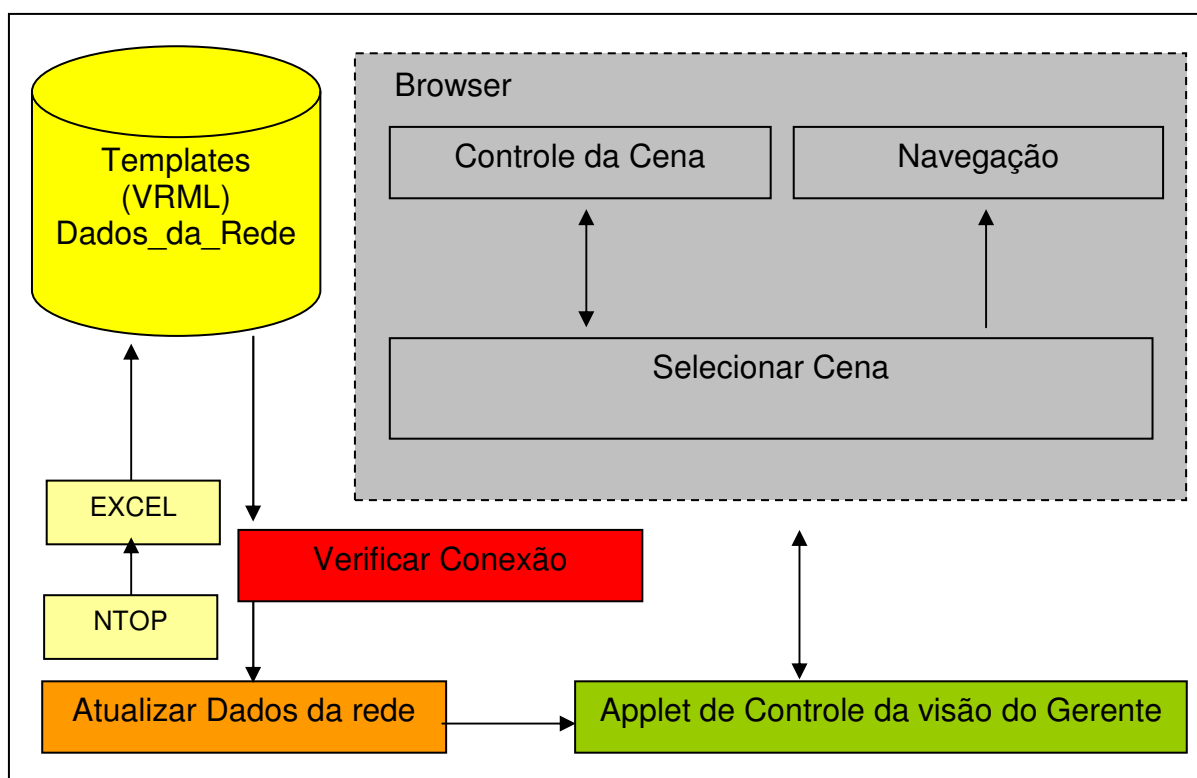 Templates
(VRML)
Dados_da_Rede
Browser
Controle da Cena
Navegação
Selecionar Cena
EXCEL
Verificar Conexão
NTOP
Atualizar Dados da rede
Applet de Controle da visão do Gerente